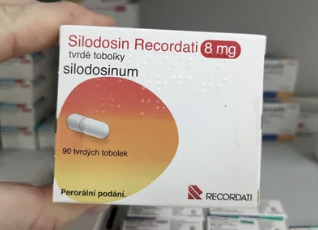 Silodosin Recordati 8 mg
tvrdé tobolky
silodosinum
90 tvrdých tobolek
Perorální podání.
RECORDATI